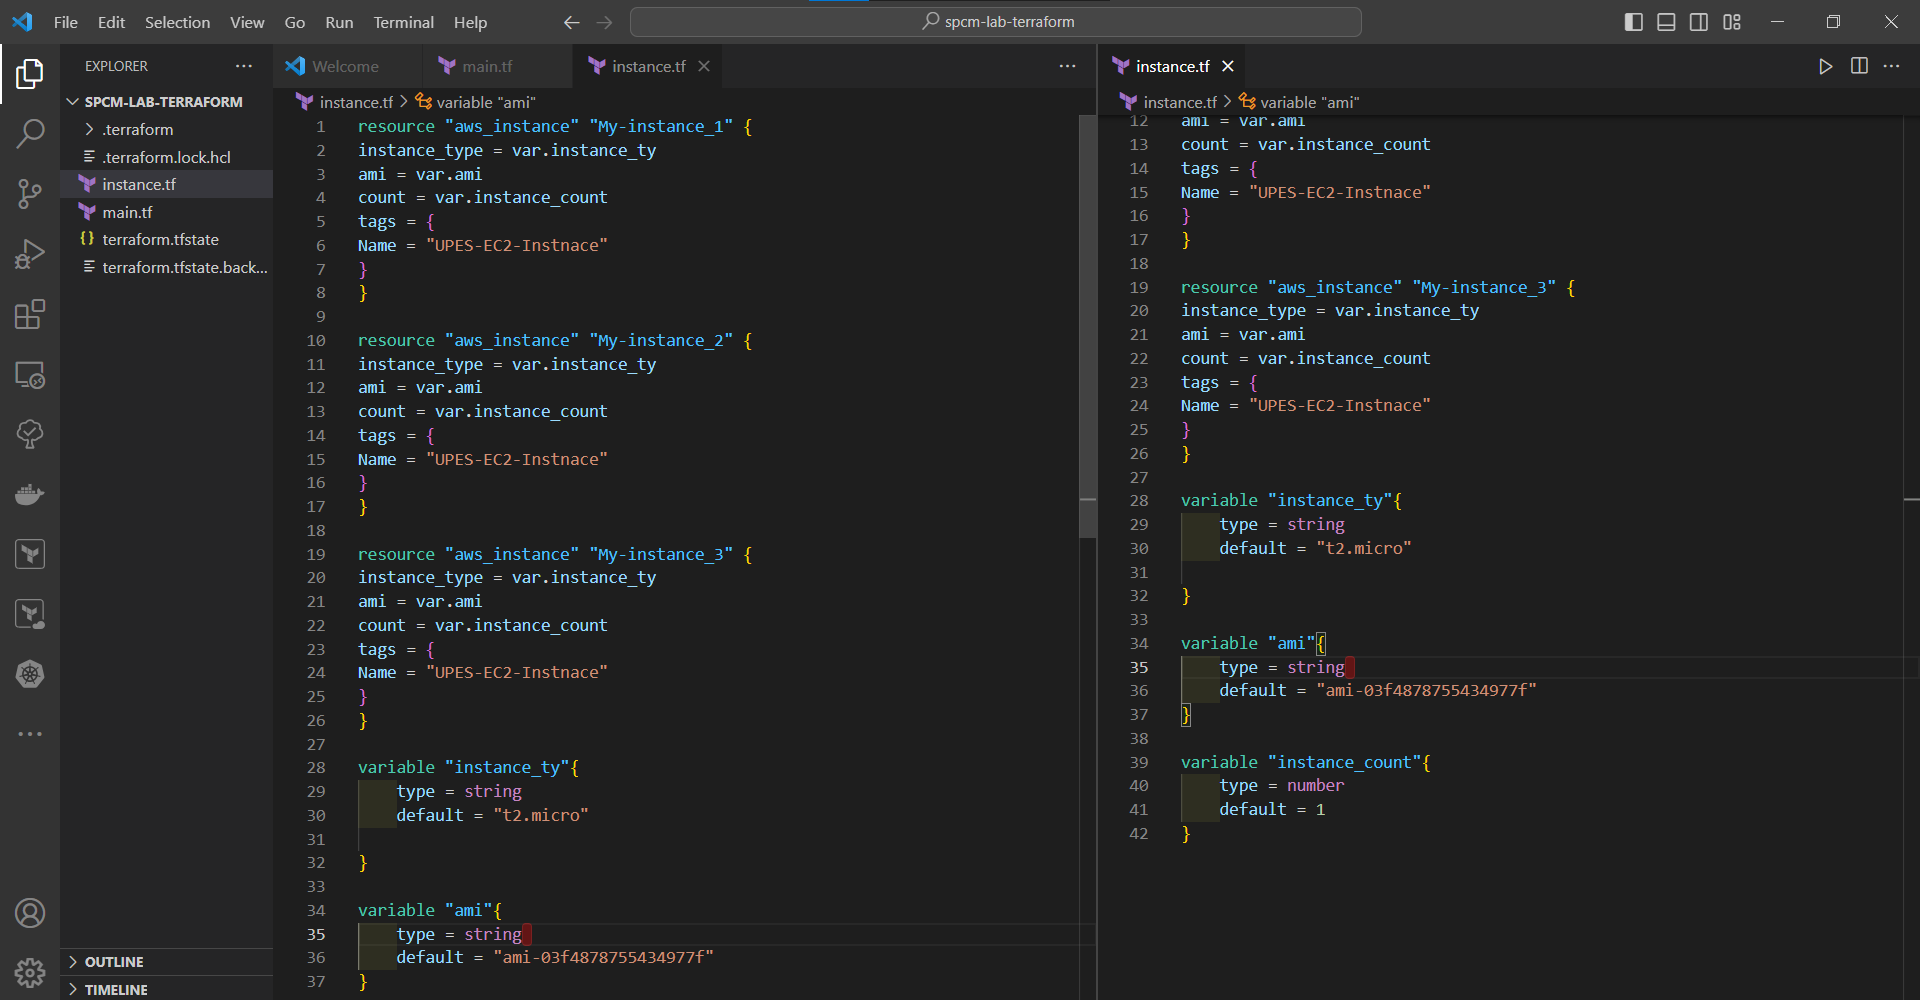 File Edit Selection View Go Run Terminal Help
spcm-lab-terraform
EXPLORER
SPCM-LAB-TERRAFORM
.terraform
.terraform.lock.hcl
instance.tf
main.tf
terraform.tfstate
terraform.tfstate.back...
OUTLINE
TIMELINE
Welcome main.tf instance.tf
instance.tf > variable "ami"
1 resource "aws_instance" "My-instance_1" {
2 instance_type = var.instance_ty
3 ami = var.ami
4 count = var.instance_count
5 tags = {
6 Name = "UPES-EC2-Instnace"
7 }
8 }
9
10 resource "aws_instance" "My-instance_2" {
11 instance_type = var.instance_ty
12 ami = var.ami
13 count = var.instance_count
14 tags = {
15 Name = "UPES-EC2-Instnace"
16 }
17 }
18
19 resource "aws_instance" "My-instance_3" {
20 instance_type = var.instance_ty
21 ami = var.ami
22 count = var.instance_count
23 tags = {
24 Name = "UPES-EC2-Instnace"
25 }
26 }
27
28 variable "instance_ty"{
29 type = string
30 default = "t2.micro"
31
32 }
33
34 variable "ami"{
35 type = string
36 default = "ami-03f4878755434977f"
37 }
instance.tf
instance.tf > variable "ami"
12 ami = var.ami
13 count = var.instance_count
14 tags = {
15 Name = "UPES-EC2-Instnace"
16 }
17 }
18
19 resource "aws_instance" "My-instance_3" {
20 instance_type = var.instance_ty
21 ami = var.ami
22 count = var.instance_count
23 tags = {
24 Name = "UPES-EC2-Instnace"
25 }
26 }
27
28 variable "instance_ty"{
29 type = string
30 default = "t2.micro"
31
32 }
33
34 variable "ami"{
35 type = string
36 default = "ami-03f4878755434977f"
37 }
38
39 variable "instance_count"{
40 type = number
41 default = 1
42 }